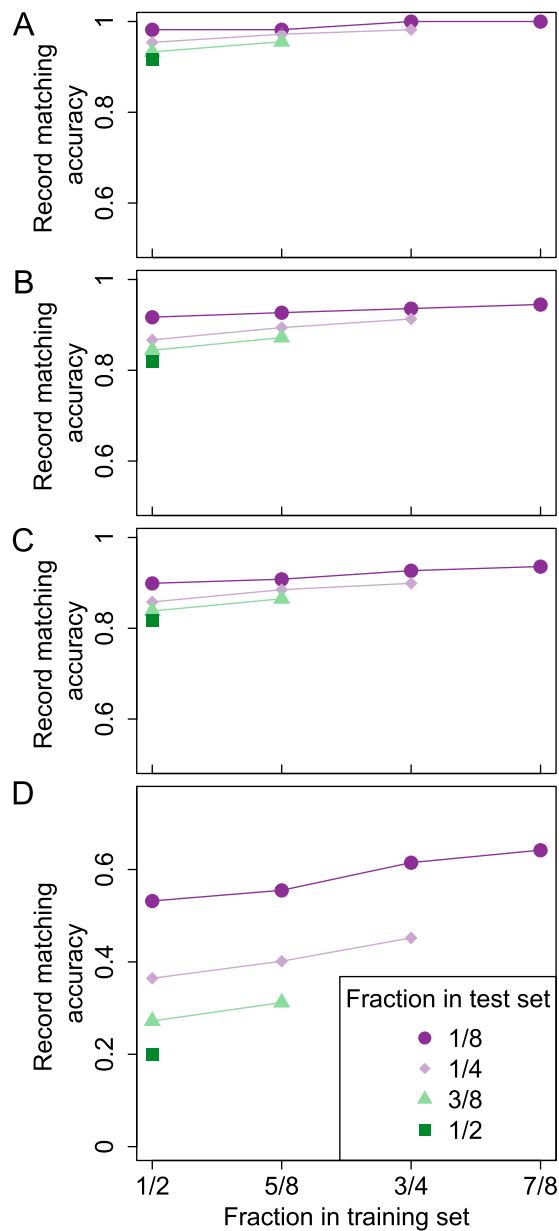 A
Record matching
accuracy
1
0.8
0.6
B
Record matching
accuracy
1
0.8
0.6
C
Record matching
accuracy
1
0.8
0.6
D
Record matching
accuracy
0.6
0.4
0.2
0
Fraction in test set
1/8
1/4
3/8
1/2
1/2 5/8 3/4 7/8
Fraction in training set